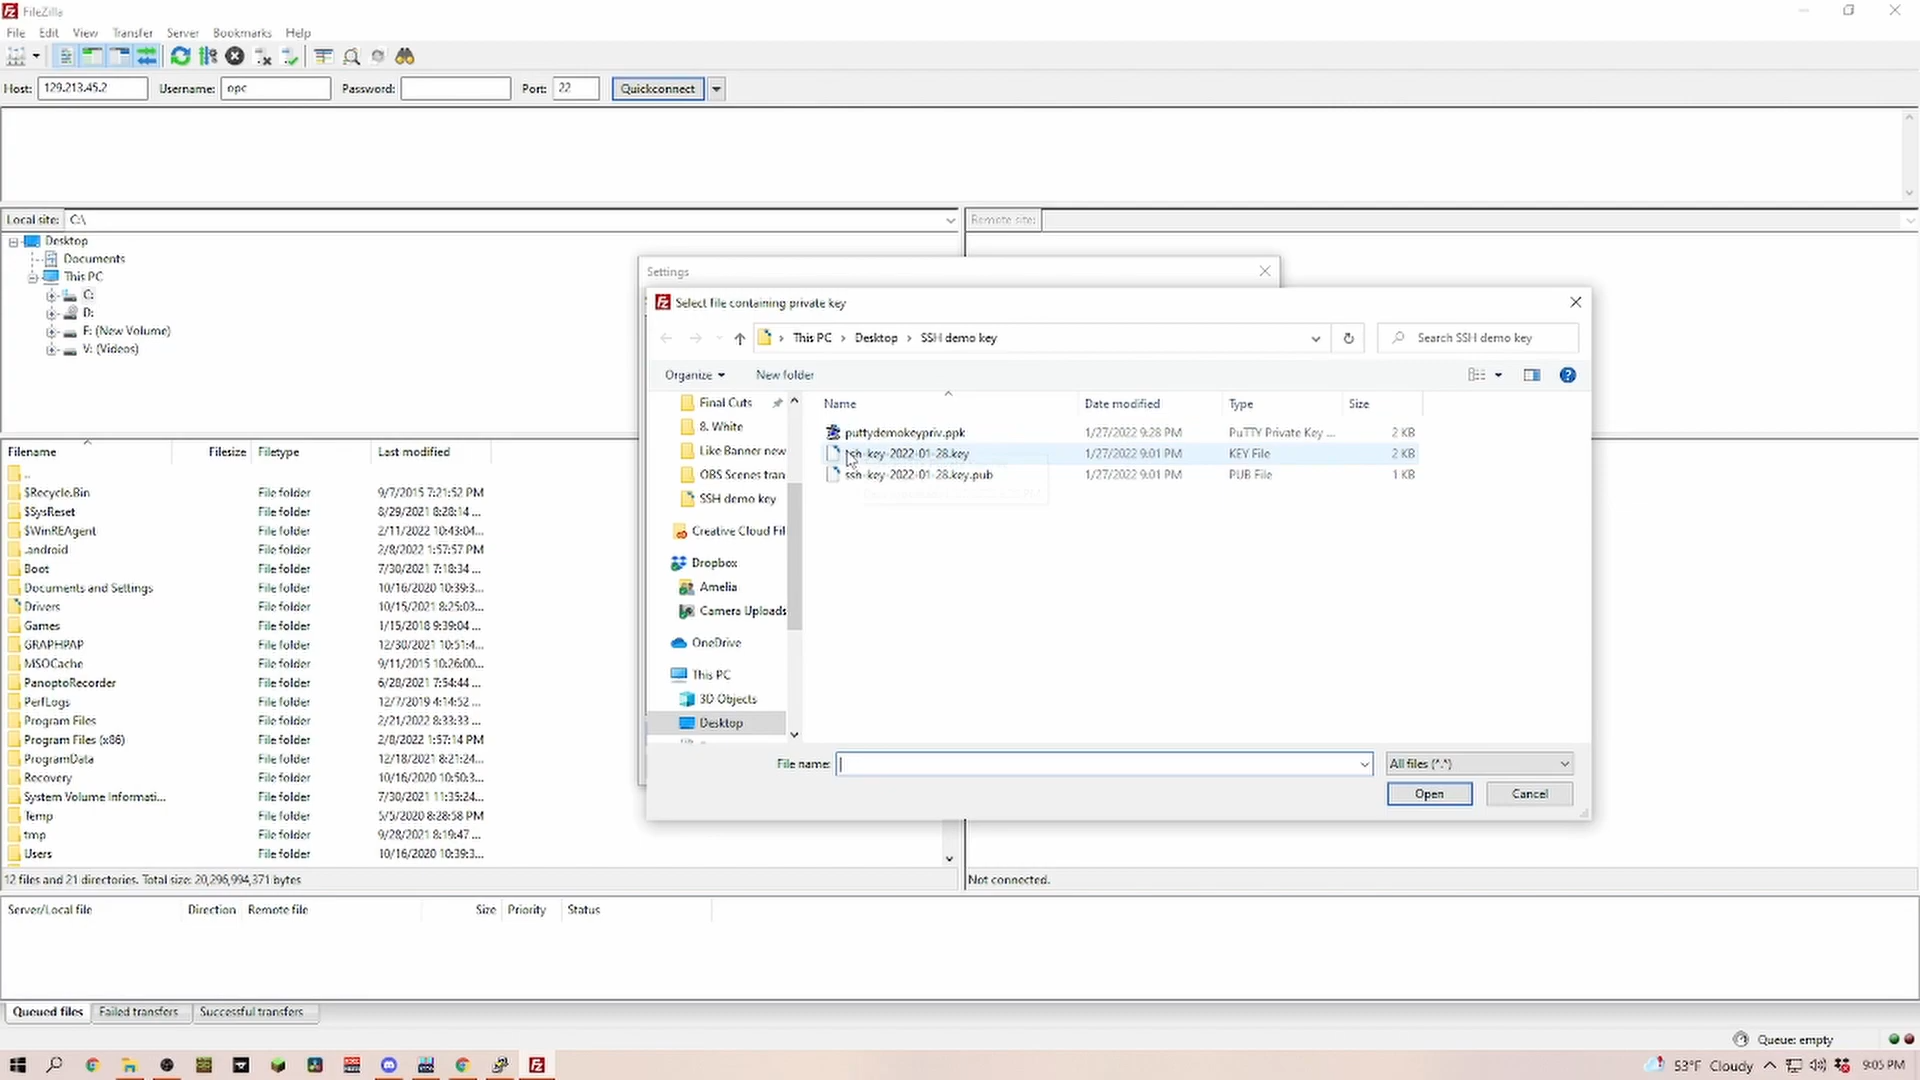 FileZilla
File Edit View Transfer Server Bookmarks Help
Host: 129.213.45.2 Username: opc Password: Port: 22 Quickconnect
Local site: C:\
Remote site:
Desktop
Documents
This PC
C:
D:
F: (New Volume)
V: (Videos)
Filename Filesize Filetype Last modified
..
$Recycle.Bin File folder 9/7/2015 7:21:52 PM
$SysReset File folder 8/29/2021 8:28:14 ...
$WinREAgent File folder 2/11/2022 10:43:04...
.android File folder 2/8/2022 1:57:57 PM
Boot File folder 7/30/2021 7:18:34 ...
Documents and Settings File folder 10/16/2020 10:39:3...
Drivers File folder 10/15/2021 8:25:03...
Games File folder 1/15/2018 9:39:04 ...
GRAPHPAP File folder 12/30/2021 10:51:4...
MSOCache File folder 9/11/2015 10:26:00...
PanoptoRecorder File folder 6/28/2021 7:54:44 ...
PerfLogs File folder 12/7/2019 4:14:52 ...
Program Files File folder 2/21/2022 8:33:33 ...
Program Files (x86) File folder 2/8/2022 1:57:14 PM
ProgramData File folder 12/18/2021 8:21:24...
Recovery File folder 10/16/2020 10:50:3...
System Volume Informati... File folder 7/30/2021 11:35:24...
Temp File folder 5/5/2020 8:28:58 PM
tmp File folder 9/28/2021 8:19:47 ...
Users File folder 10/16/2020 10:39:3...
12 files and 21 directories. Total size: 20,296,994,371 bytes
Not connected.
Settings
Select file containing private key
This PC › Desktop › SSH demo key
Search SSH demo key
Organize New folder
Final Cuts
8. White
Like Banner new
OBS Scenes tran
SSH demo key
Creative Cloud Fil
Dropbox
Amelia
Camera Uploads
OneDrive
This PC
3D Objects
Desktop
Name Date modified Type Size
puttydemokeypriv.ppk 1/27/2022 9:28 PM PuTTY Private Key ... 2 KB
ssh-key-2022-01-28.key 1/27/2022 9:01 PM KEY File 2 KB
ssh-key-2022-01-28.key.pub 1/27/2022 9:01 PM PUB File 1 KB
File name: All files (*.*)
Open Cancel
Server/Local file Direction Remote file Size Priority Status
Queued files Failed transfers Successful transfers
Queue: empty
53°F Cloudy 9:05 PM